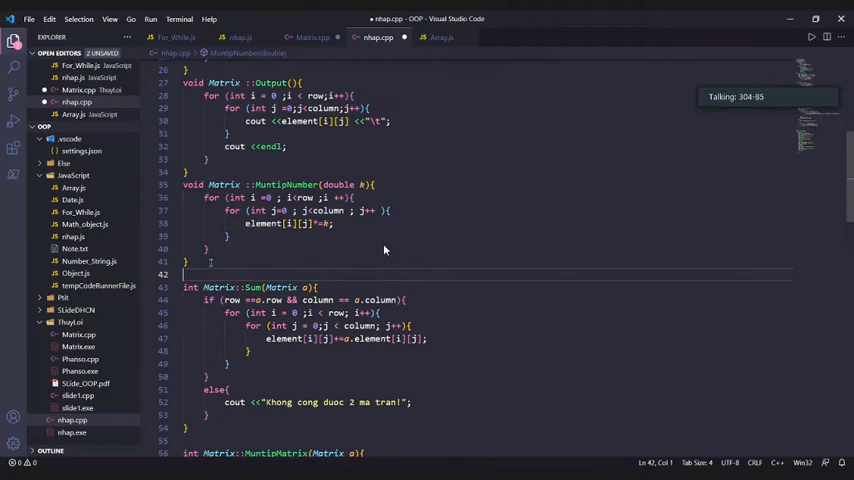 File Edit Selection View Go Run Terminal Help
● nhap.cpp - OOP - Visual Studio Code
EXPLORER
For_While.js
nhap.js
Matrix.cpp
nhap.cpp
Array.js
OPEN EDITORS 2 UNSAVED
For_While.js JavaScript
nhap.js JavaScript
Matrix.cpp ThuyLoi
nhap.cpp
Array.js JavaScript
OOP
.vscode
settings.json
Else
JavaScript
Array.js
Date.js
For_While.js
Math_object.js
nhap.js
Note.txt
Number_String.js
Object.js
tempCodeRunnerFile.js
Ptit
SLideDHCN
ThuyLoi
Matrix.cpp
Matrix.exe
Phanso.cpp
Phanso.exe
SLide_OOP.pdf
slide1.cpp
slide1.exe
nhap.cpp
nhap.exe
OUTLINE
nhap.cpp > MuntipNumber(double)
26 }
27 void Matrix ::Output(){
28 for (int i = 0 ;i < row;i++){
29 for (int j =0;j<column;j++){
30 cout <<element[i][j] <<"\t";
31 }
32 cout <<endl;
33 }
34 }
35 void Matrix ::MuntipNumber(double k){
36 for (int i =0 ; i<row ;i ++){
37 for (int j=0 ; j<column ; j++ ){
38 element[i][j]*=k;
39 }
40 }
41 }
42
43 int Matrix::Sum(Matrix a){
44 if (row ==a.row && column == a.column){
45 for (int i = 0 ;i < row; i++){
46 for (int j = 0;j < column; j++){
47 element[i][j]+=a.element[i][j];
48 }
49 }
50 }
51 else{
52 cout <<"Khong cong duoc 2 ma tran!";
53 }
54 }
55
56 int Matrix::MuntipMatrix(Matrix a){
Talking: 304-B5
0 0
Ln 42, Col 1 Tab Size: 4 UTF-8 CRLF C++ Win32